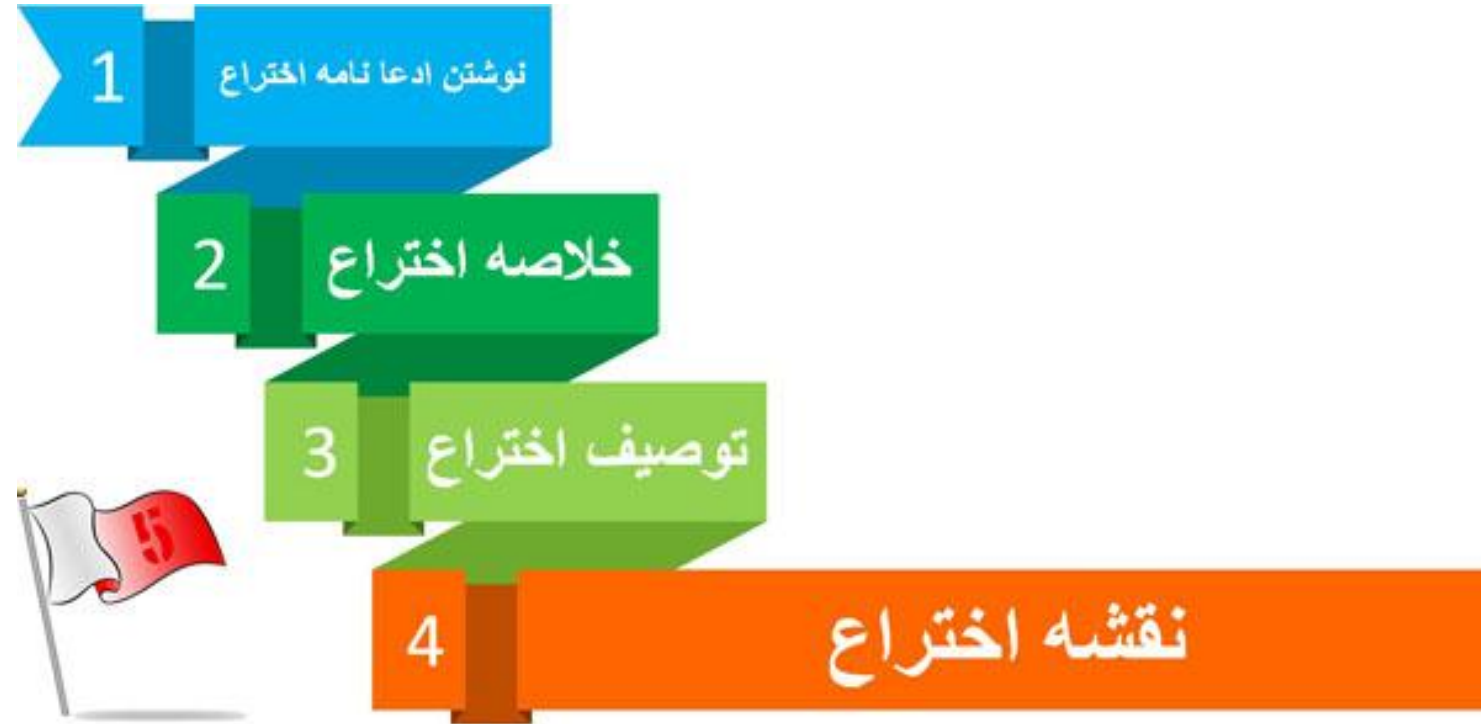 1 نوشتن ادعا نامه اختراع
2 خلاصه اختراع
3 توصیف اختراع
5
4 نقشه اختراع